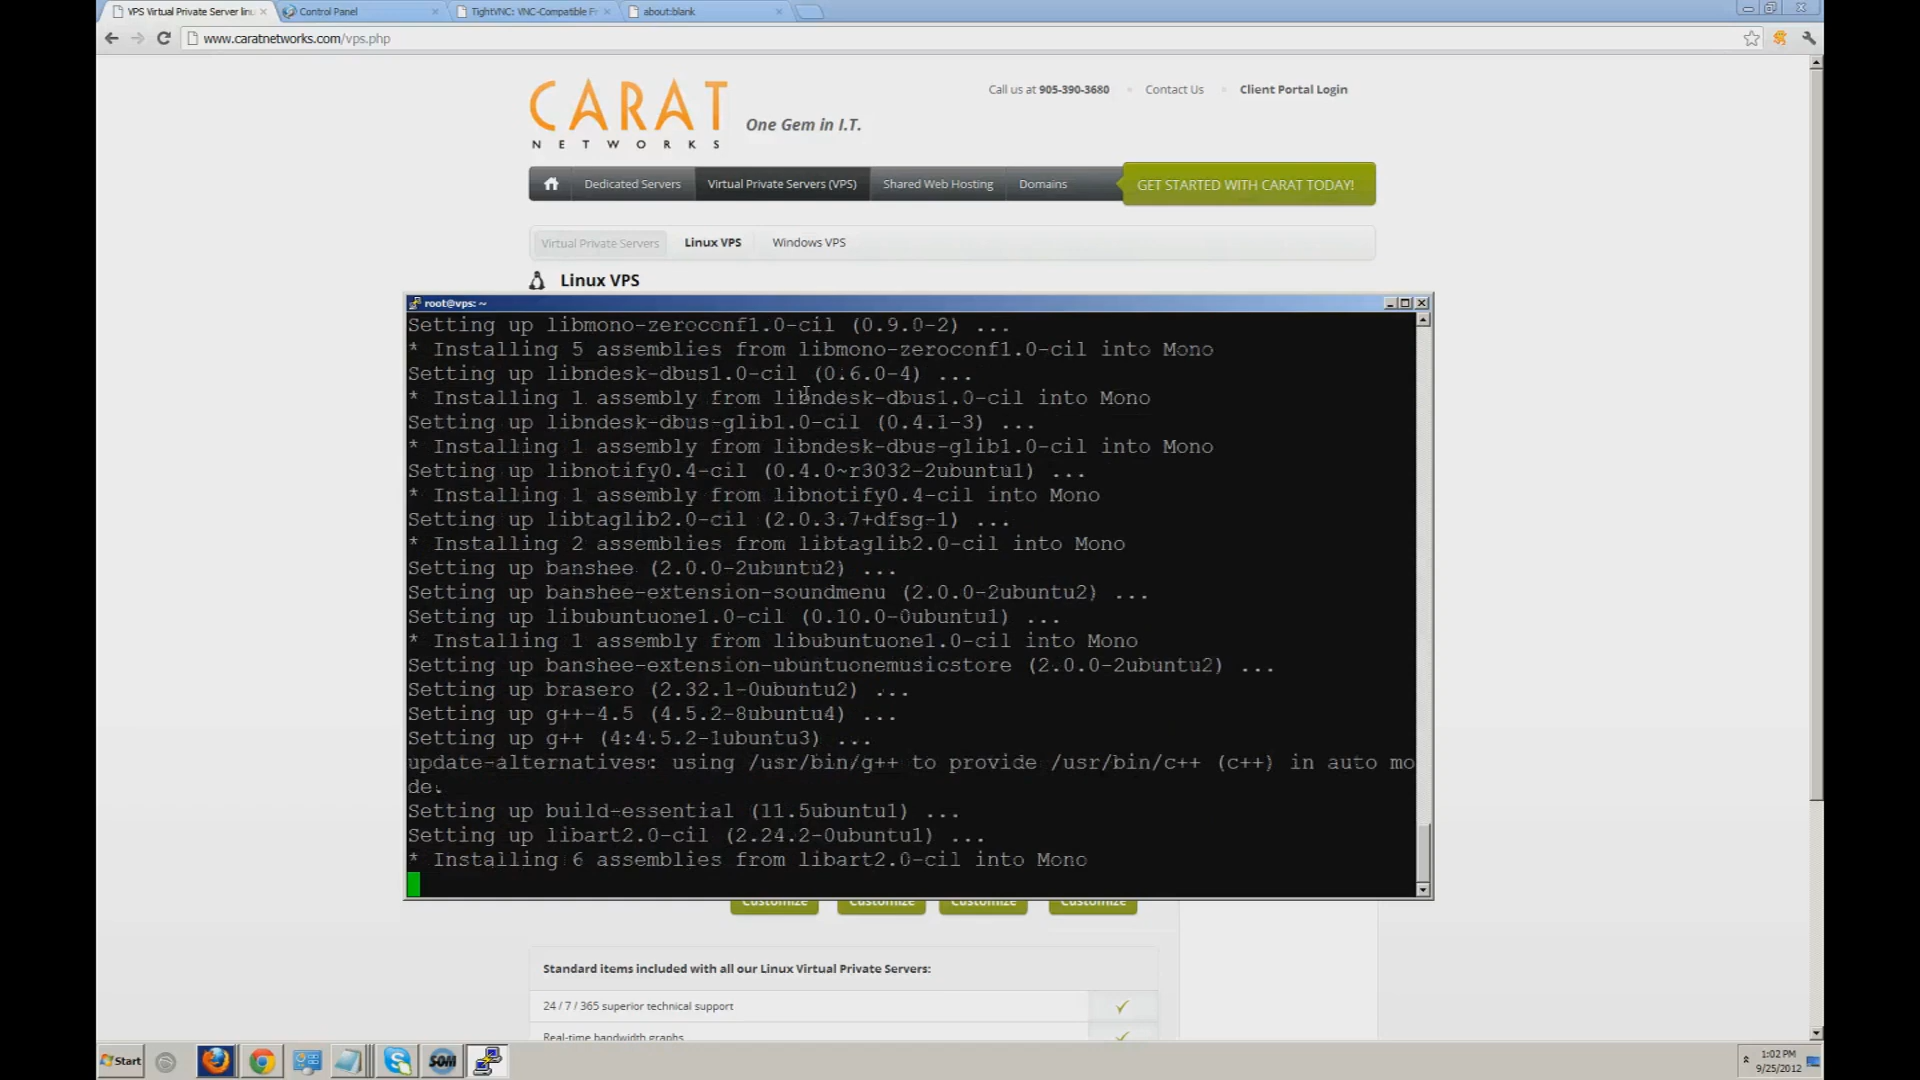 VPS Virtual Private Server lin
Control Panel
TightVNC: VNC-Compatible Fr
about:blank
www.caratnetworks.com/vps.php
CARAT
NETWORKS
One Gem in I.T.
Call us at 905-390-3680
Contact Us
Client Portal Login
Dedicated Servers
Virtual Private Servers (VPS)
Shared Web Hosting
Domains
GET STARTED WITH CARAT TODAY!
Virtual Private Servers
Linux VPS
Windows VPS
Linux VPS
root@vps: ~
Setting up libmono-zeroconf1.0-cil (0.9.0-2) ...
* Installing 5 assemblies from libmono-zeroconf1.0-cil into Mono
Setting up libndesk-dbus1.0-cil (0.6.0-4) ...
* Installing 1 assembly from libndesk-dbus1.0-cil into Mono
Setting up libndesk-dbus-glib1.0-cil (0.4.1-3) ...
* Installing 1 assembly from libndesk-dbus-glib1.0-cil into Mono
Setting up libnotify0.4-cil (0.4.0~r3032-2ubuntu1) ...
* Installing 1 assembly from libnotify0.4-cil into Mono
Setting up libtaglib2.0-cil (2.0.3.7+dfsg-1) ...
* Installing 2 assemblies from libtaglib2.0-cil into Mono
Setting up banshee (2.0.0-2ubuntu2) ...
Setting up banshee-extension-soundmenu (2.0.0-2ubuntu2) ...
Setting up libubuntuone1.0-cil (0.10.0-0ubuntu1) ...
* Installing 1 assembly from libubuntuone1.0-cil into Mono
Setting up banshee-extension-ubuntuonemusicstore (2.0.0-2ubuntu2) ...
Setting up brasero (2.32.1-0ubuntu2) ...
Setting up g++-4.5 (4.5.2-8ubuntu4) ...
Setting up g++ (4:4.5.2-1ubuntu3) ...
update-alternatives: using /usr/bin/g++ to provide /usr/bin/c++ (c++) in auto mo
de.
Setting up build-essential (11.5ubuntu1) ...
Setting up libart2.0-cil (2.24.2-0ubuntu1) ...
* Installing 6 assemblies from libart2.0-cil into Mono
Customize
Customize
Customize
Customize
Standard items included with all our Linux Virtual Private Servers:
24 / 7 / 365 superior technical support
Real-time bandwidth graphs
Start
SOM
1:02 PM
9/25/2012